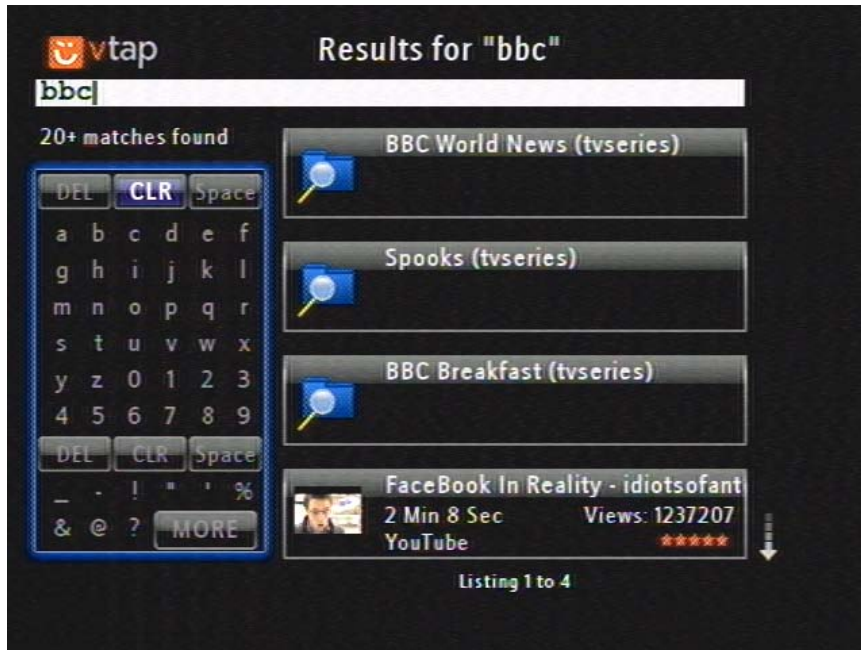 vtap
Results for "bbc"
bbc
20+ matches found
DEL CLR Space
a b c d e f
g h i j k l
m n o p q r
s t u v w x
y z 0 1 2 3
4 5 6 7 8 9
DEL CLR Space
_ - ! " ' %
& @ ? MORE
BBC World News (tvseries)
Spooks (tvseries)
BBC Breakfast (tvseries)
FaceBook In Reality - idiotsofant
2 Min 8 Sec Views: 1237207
YouTube *****
Listing 1 to 4